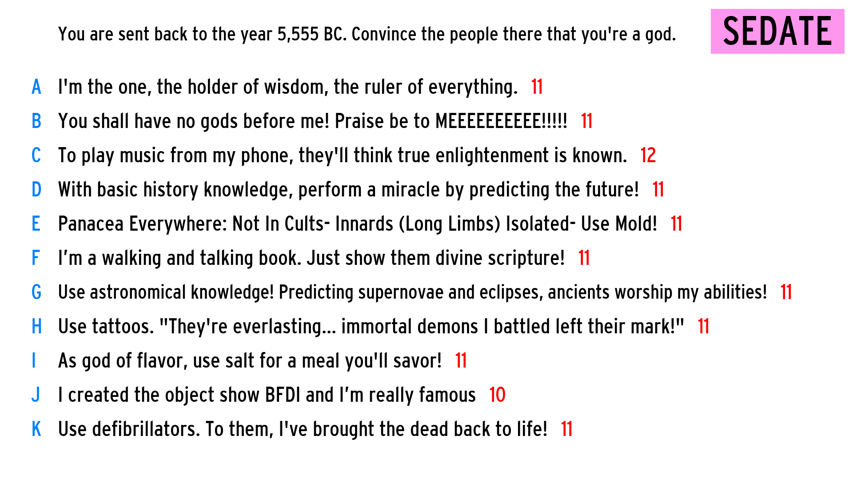 You are sent back to the year 5,555 BC. Convince the people there that you're a god.
SEDATE
A I'm the one, the holder of wisdom, the ruler of everything. 11
B You shall have no gods before me! Praise be to MEEEEEEEEEE!!!!! 11
C To play music from my phone, they'll think true enlightenment is known. 12
D With basic history knowledge, perform a miracle by predicting the future! 11
E Panacea Everywhere: Not In Cults- Innards (Long Limbs) Isolated- Use Mold! 11
F I’m a walking and talking book. Just show them divine scripture! 11
G Use astronomical knowledge! Predicting supernovae and eclipses, ancients worship my abilities! 11
H Use tattoos. "They're everlasting... immortal demons I battled left their mark!" 11
I As god of flavor, use salt for a meal you'll savor! 11
J I created the object show BFDI and I’m really famous 10
K Use defibrillators. To them, I've brought the dead back to life! 11